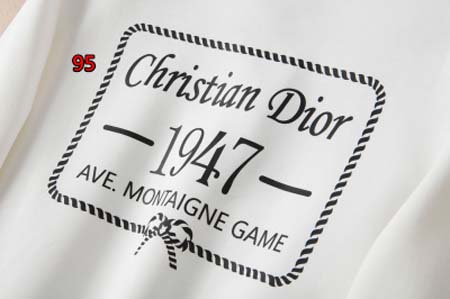 95
Christian Dior
1947
AVE. MONTAIGNE GAME